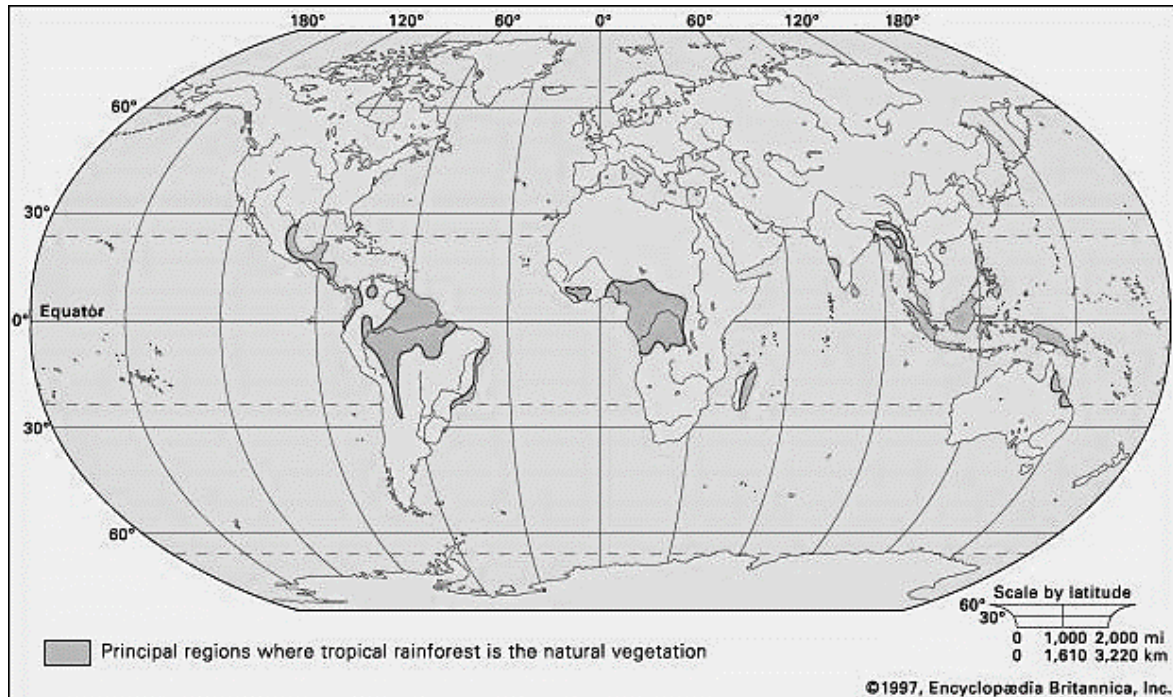 180° 120° 60° 0° 60° 120° 180°
60°
30°
Equator
0°
30°
60°
Scale by latitude
60°
30°
0 1,000 2,000 mi
0 1,610 3,220 km
Principal regions where tropical rainforest is the natural vegetation
©1997, Encyclopædia Britannica, Inc.